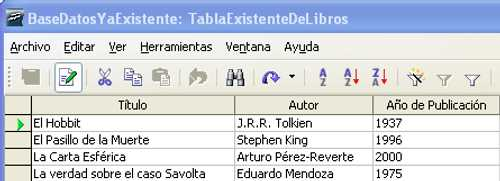 BaseDatosYaExistente: TablaExistenteDeLibros
Archivo Editar Ver Herramientas Ventana Ayuda
A Z A Z Z A
Título Autor Año de Publicación
El Hobbit J.R.R. Tolkien 1937
El Pasillo de la Muerte Stephen King 1996
La Carta Esférica Arturo Pérez-Reverte 2000
La verdad sobre el caso Savolta Eduardo Mendoza 1975